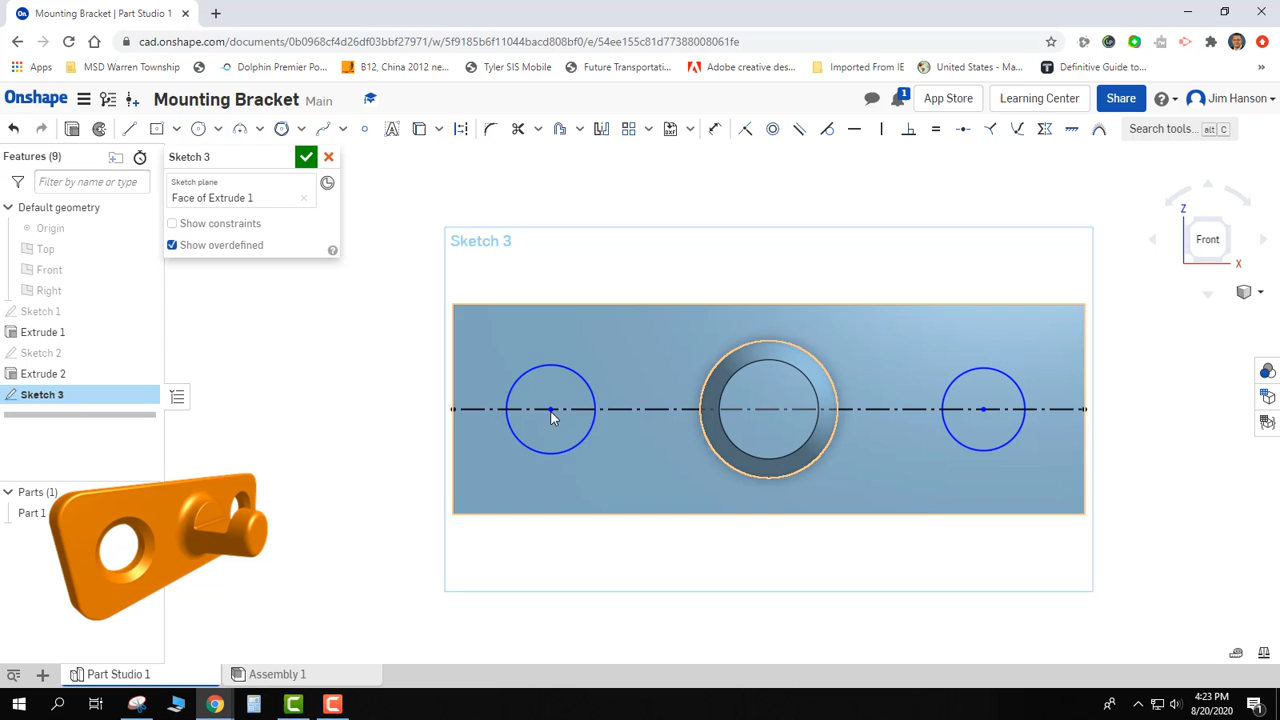 Mounting Bracket | Part Studio 1
cad.onshape.com/documents/0b0968cf4d26df03bbf27971/w/5f9185b6f11044bacd808bf0/e/54ee155c81d77388008061fe
Apps
MSD Warren Township
Dolphin Premier Po...
B12, China 2012 ne...
Tyler SIS Mobile
Future Transportati...
Adobe creative des...
Imported From IE
United States - Ma...
Definitive Guide to...
Onshape
Mounting Bracket Main
1
App Store
Learning Center
Share
Jim Hanson
Search tools... alt C
Features (9)
Filter by name or type
Default geometry
Origin
Top
Front
Right
Sketch 1
Extrude 1
Sketch 2
Extrude 2
Sketch 3
Parts (1)
Part 1
Sketch 3
Sketch plane
Face of Extrude 1
Show constraints
Show overdefined
Sketch 3
Z
Front
X
Part Studio 1
Assembly 1
4:23 PM
8/20/2020
1